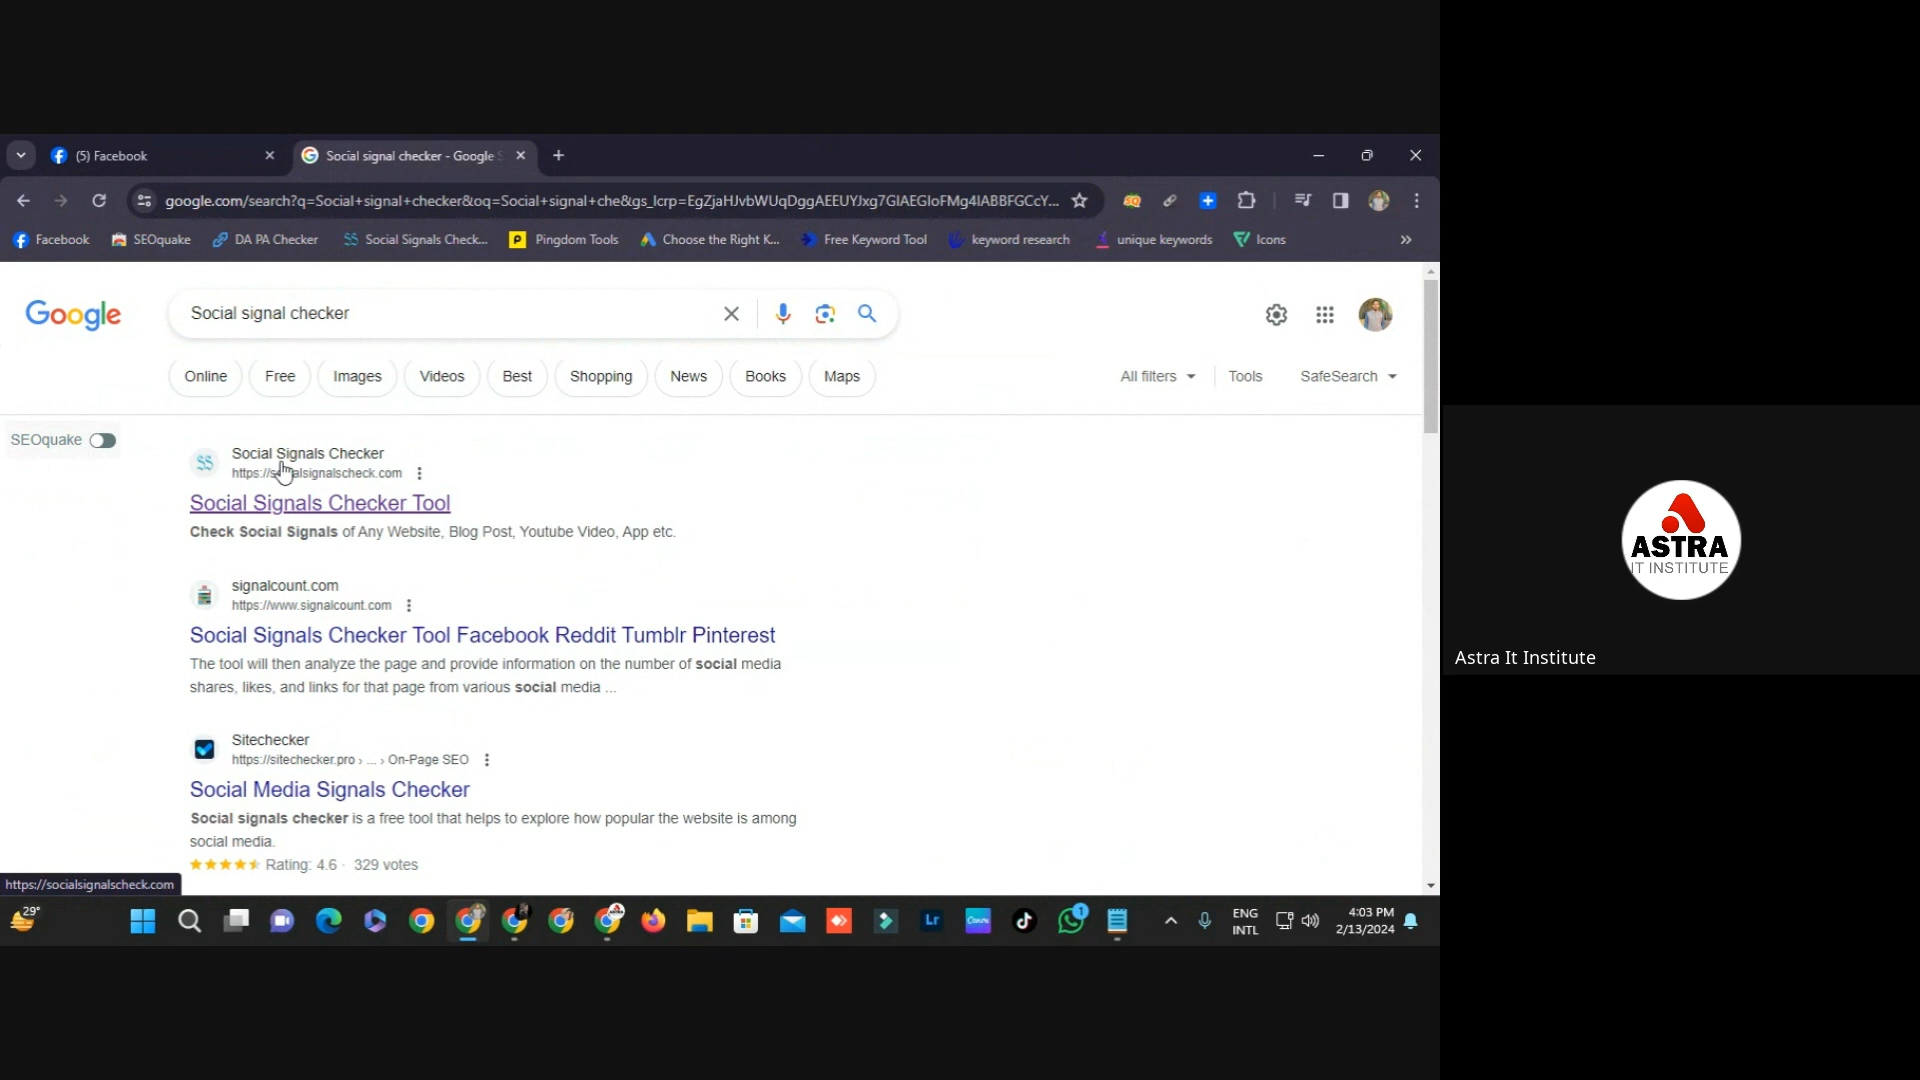 (5) Facebook
Social signal checker - Google S
google.com/search?q=Social+signal+checker&oq=Social+signal+che&gs_lcrp=EgZjaHJvbWUqDggAEEUYJxg7GIAEGIoFMg4IABBFGCcY...
Facebook
SEOquake
DA PA Checker
Social Signals Check...
Pingdom Tools
Choose the Right K...
Free Keyword Tool
keyword research
unique keywords
Icons
Google
Social signal checker
Online
Free
Images
Videos
Best
Shopping
News
Books
Maps
All filters
Tools
SafeSearch
SEOquake
Social Signals Checker
alsignalscheck.com
Social Signals Checker Tool
Check Social Signals of Any Website, Blog Post, Youtube Video, App etc.
signalcount.com
https://www.signalcount.com
Social Signals Checker Tool Facebook Reddit Tumblr Pinterest
The tool will then analyze the page and provide information on the number of social media
shares, likes, and links for that page from various social media ...
Sitechecker
https://sitechecker.pro › ... › On-Page SEO
Social Media Signals Checker
Social signals checker is a free tool that helps to explore how popular the website is among
social media.
Rating: 4.6 · 329 votes
https://socialsignalscheck.com
29°
Lr
Canva
1
ENG
INTL
4:03 PM
2/13/2024
ASTRA
IT INSTITUTE
Astra It Institute